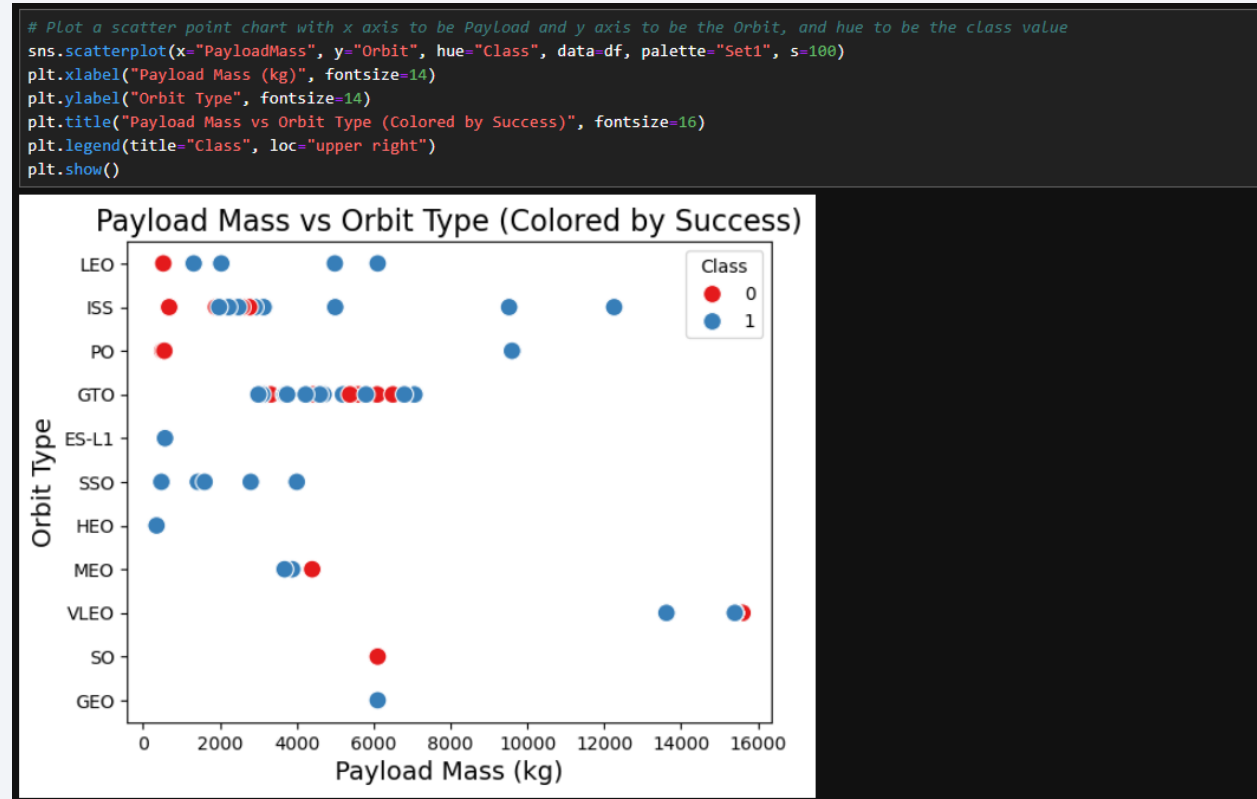 # Plot a scatter point chart with x axis to be Payload and y axis to be the Orbit, and hue to be the class value
sns.scatterplot(x="PayloadMass", y="Orbit", hue="Class", data=df, palette="Set1", s=100)
plt.xlabel("Payload Mass (kg)", fontsize=14)
plt.ylabel("Orbit Type", fontsize=14)
plt.title("Payload Mass vs Orbit Type (Colored by Success)", fontsize=16)
plt.legend(title="Class", loc="upper right")
plt.show()
Payload Mass vs Orbit Type (Colored by Success)
Class
0
1
Orbit Type
LEO
ISS
PO
GTO
ES-L1
SSO
HEO
MEO
VLEO
SO
GEO
0 2000 4000 6000 8000 10000 12000 14000 16000
Payload Mass (kg)